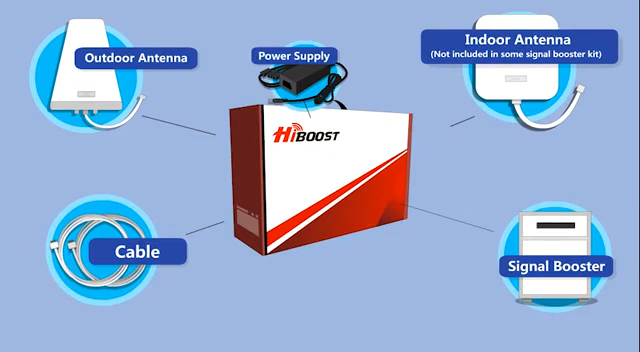 Outdoor Antenna
Power Supply
Indoor Antenna
(Not included in some signal booster kit)
HiBOOST
Cable
Signal Booster